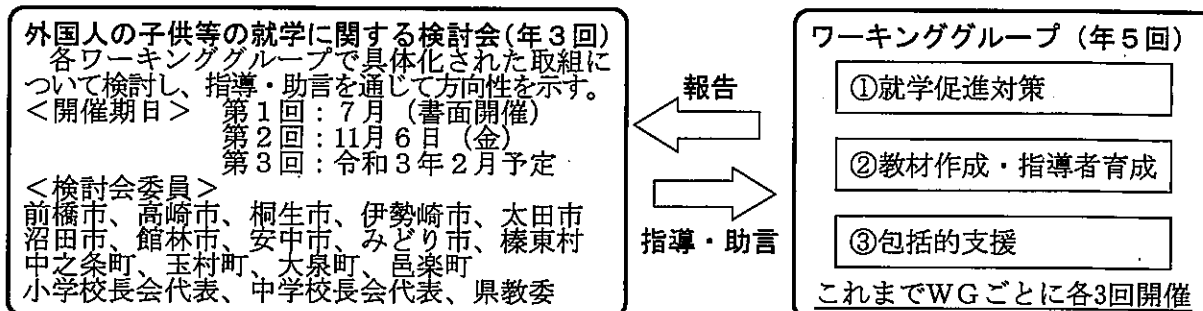 外国人の子供等の就学に関する検討会(年3回)
各ワーキンググループで具体化された取組に
ついて検討し、指導・助言を通じて方向性を示す。
<開催期日> 第1回:7月(書面開催)
第2回:11月6日(金)
第3回:令和3年2月予定
<検討会委員>
前橋市、高崎市、桐生市、伊勢崎市、太田市
沼田市、館林市、安中市、みどり市、榛東村
中之条町、玉村町、大泉町、邑楽町
小学校長会代表、中学校長会代表、県教委
報告
指導・助言
ワーキンググループ(年5回)
①就学促進対策
②教材作成・指導者育成
③包括的支援
これまでWGごとに各3回開催